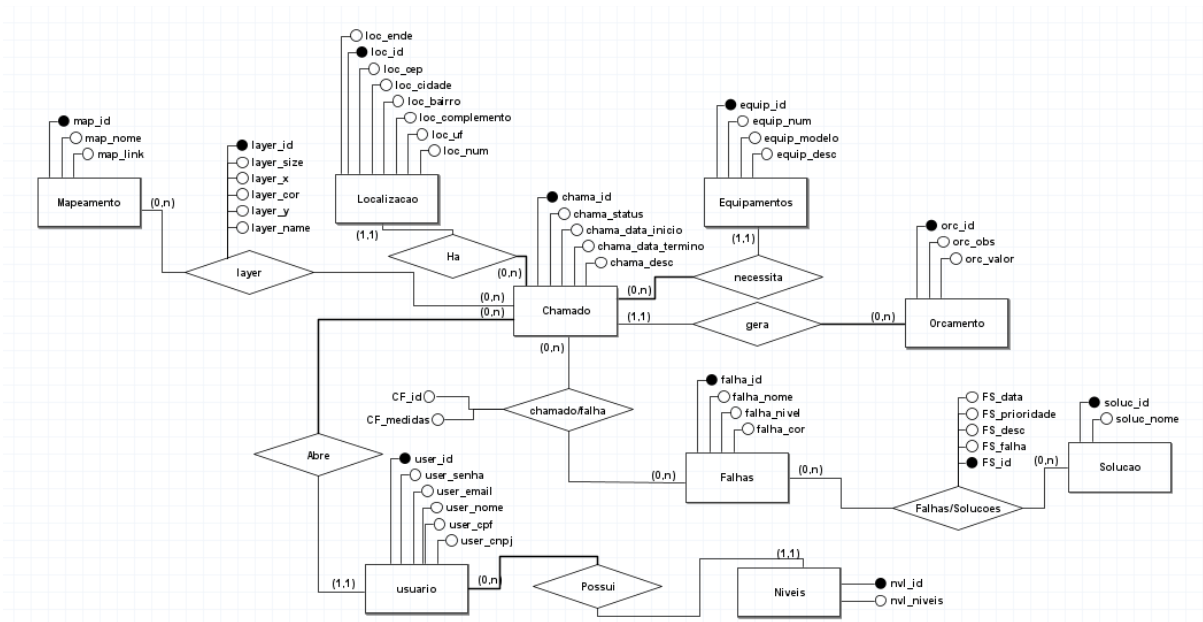 loc_ende
loc_id
loc_cep
loc_cidade
loc_bairro
loc_complemento
loc_uf
loc_num
Localizacao
(1,1)
map_id
map_nome
map_link
Mapeamento
(0,n)
layer_id
layer_size
layer_x
layer_cor
layer_y
layer_name
layer
(0,n)
Ha
(0,n)
equip_id
equip_num
equip_modelo
equip_desc
Equipamentos
(1,1)
necessita
(0,n)
chama_id
chama_status
chama_data_inicio
chama_data_termino
chama_desc
Chamado
(0,n)
(1,1)
gera
(0,n)
orc_id
orc_obs
orc_valor
Orcamento
(0,n)
CF_id
CF_medidas
chamado/falha
(0,n)
falha_id
falha_nome
falha_nivel
falha_cor
Falhas
(0,n)
FS_data
FS_prioridade
FS_desc
FS_falha
FS_id
Falhas/Solucoes
(0,n)
soluc_id
soluc_nome
Solucao
Abre
(1,1)
user_id
user_senha
user_email
user_nome
user_cpf
user_cnpj
usuario
(0,n)
Possui
(1,1)
Niveis
nvl_id
nvl_niveis